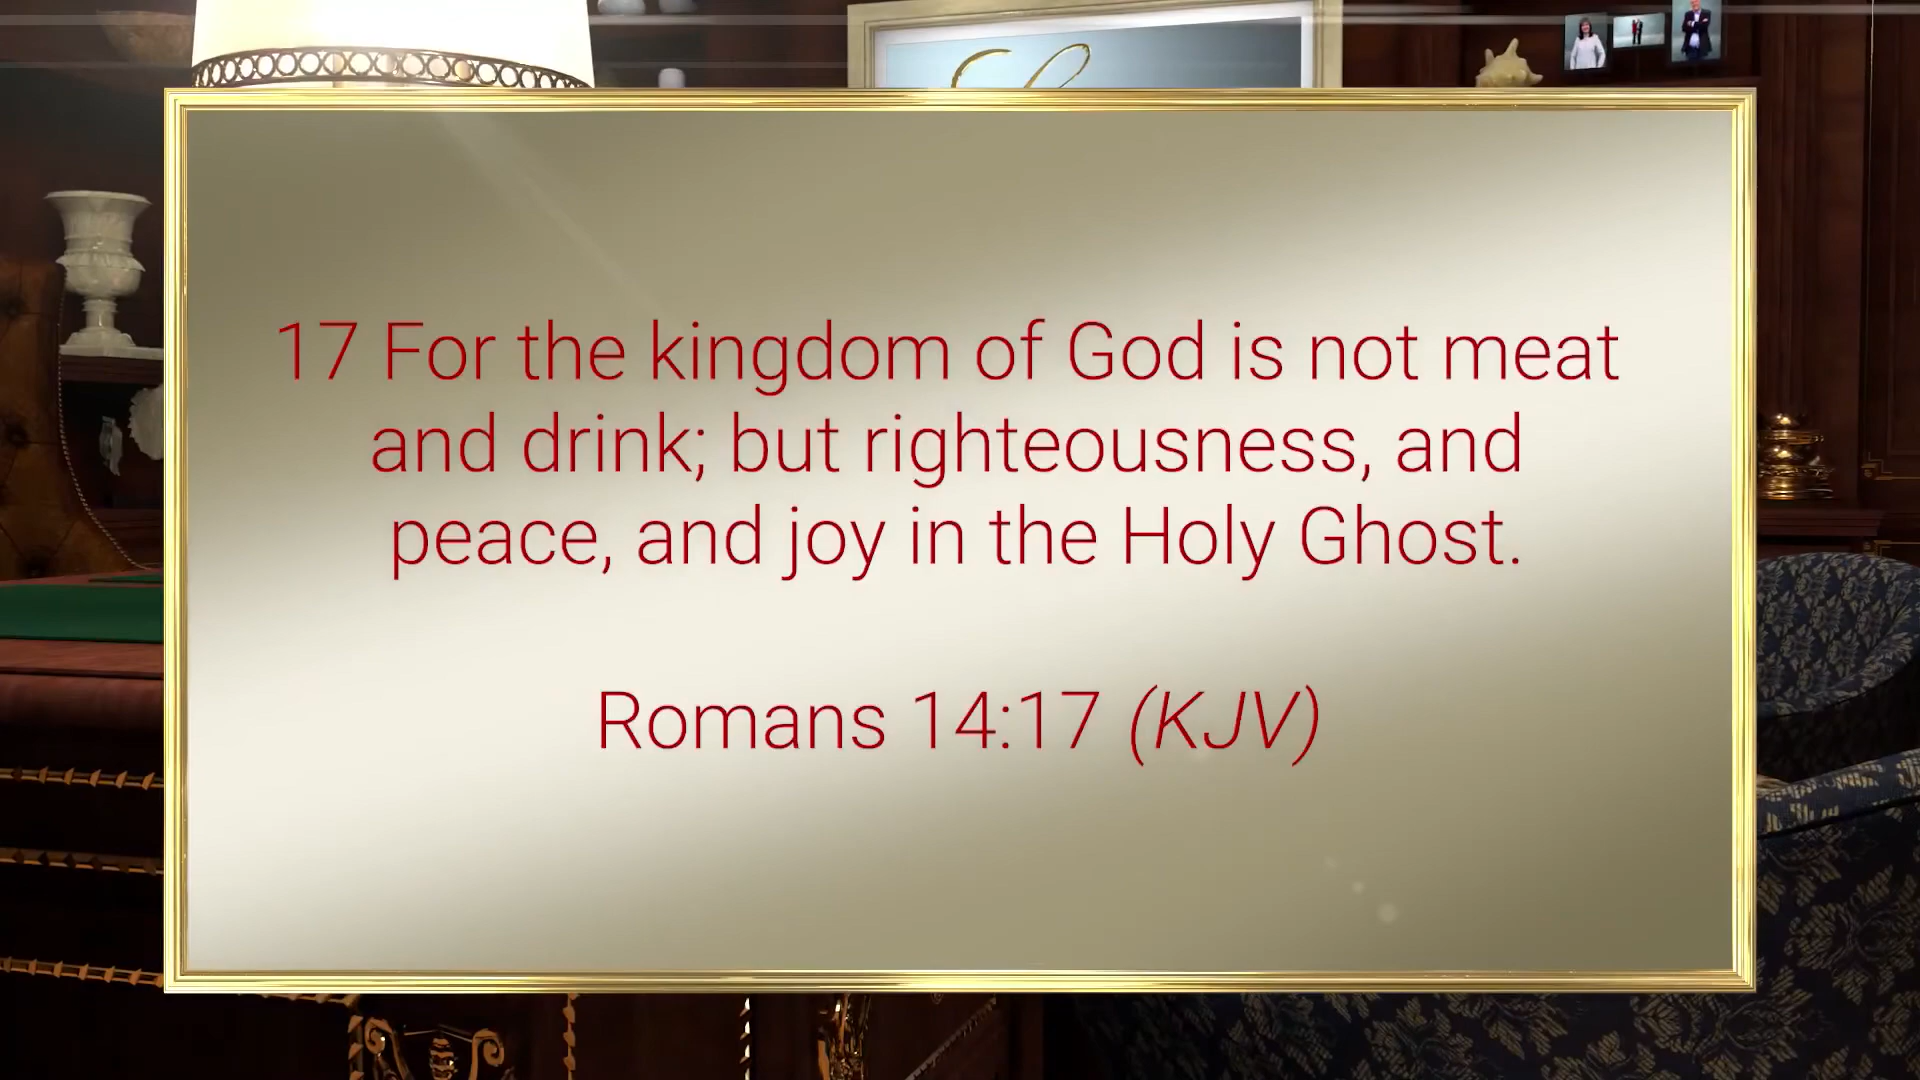 17 For the kingdom of God is not meat
and drink; but righteousness, and
peace, and joy in the Holy Ghost.
Romans 14:17 (KJV)